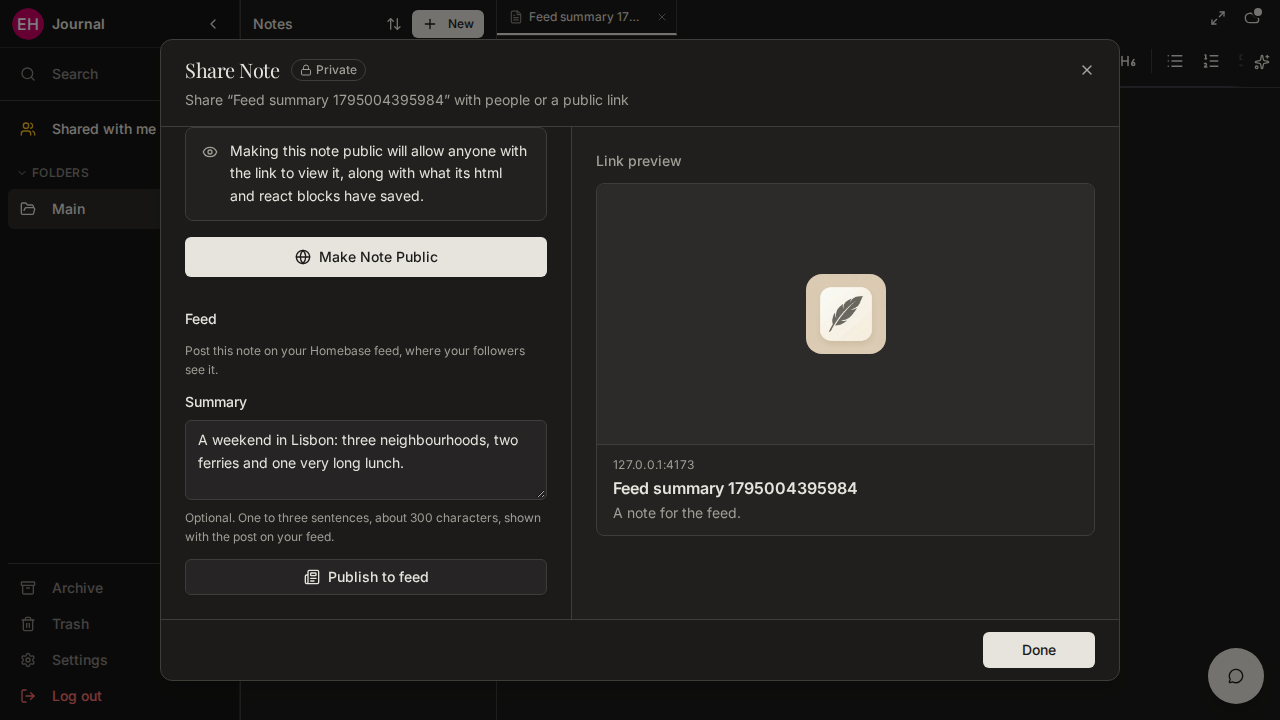 EH Journal
Notes
New
Feed summary 17...
Search
Shared with me
FOLDERS
Main
Archive
Trash
Settings
Log out
H6
Share Note
Private
Share “Feed summary 1795004395984” with people or a public link
Making this note public will allow anyone with
the link to view it, along with what its html
and react blocks have saved.
Make Note Public
Feed
Post this note on your Homebase feed, where your followers
see it.
Summary
A weekend in Lisbon: three neighbourhoods, two
ferries and one very long lunch.
Optional. One to three sentences, about 300 characters, shown
with the post on your feed.
Publish to feed
Link preview
127.0.0.1:4173
Feed summary 1795004395984
A note for the feed.
Done